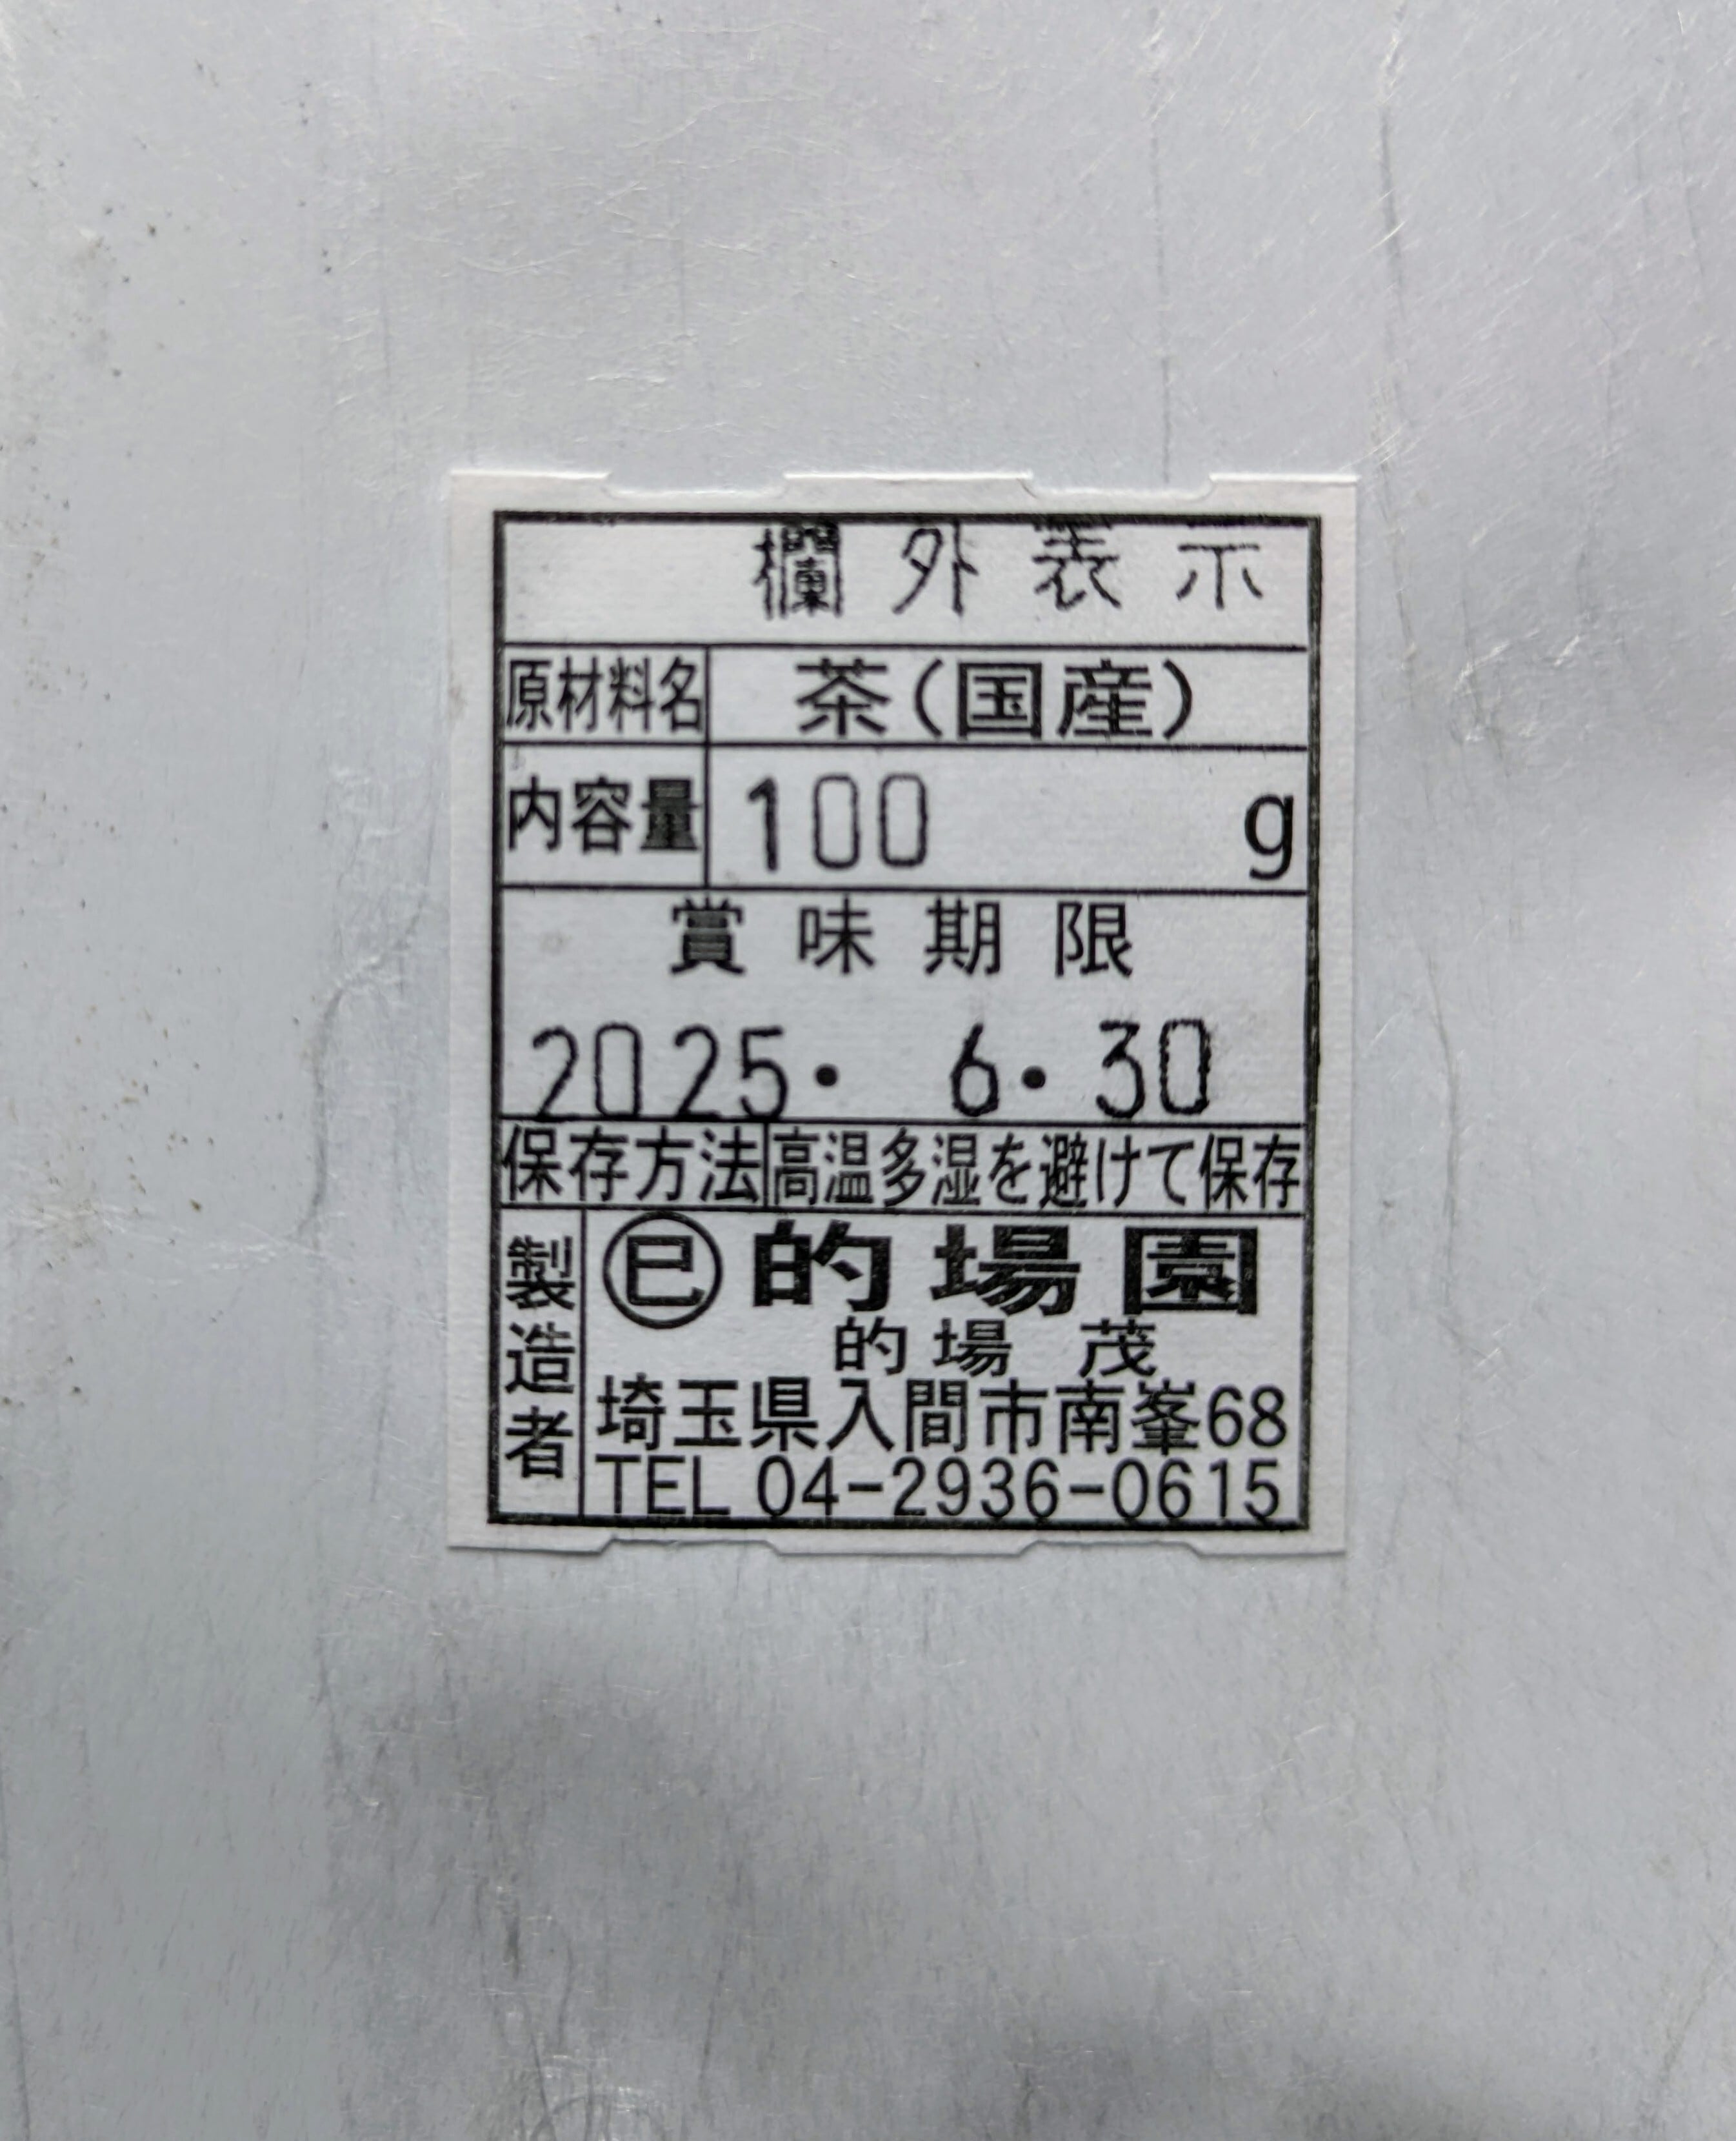 欄外表示
原材料名 茶(国産)
内容量 100 g
賞味期限
2025・ 6・30
保存方法 高温多湿を避けて保存
製造者
㊁的場園
的場 茂
埼玉県入間市南峯68
TEL 04-2936-0615